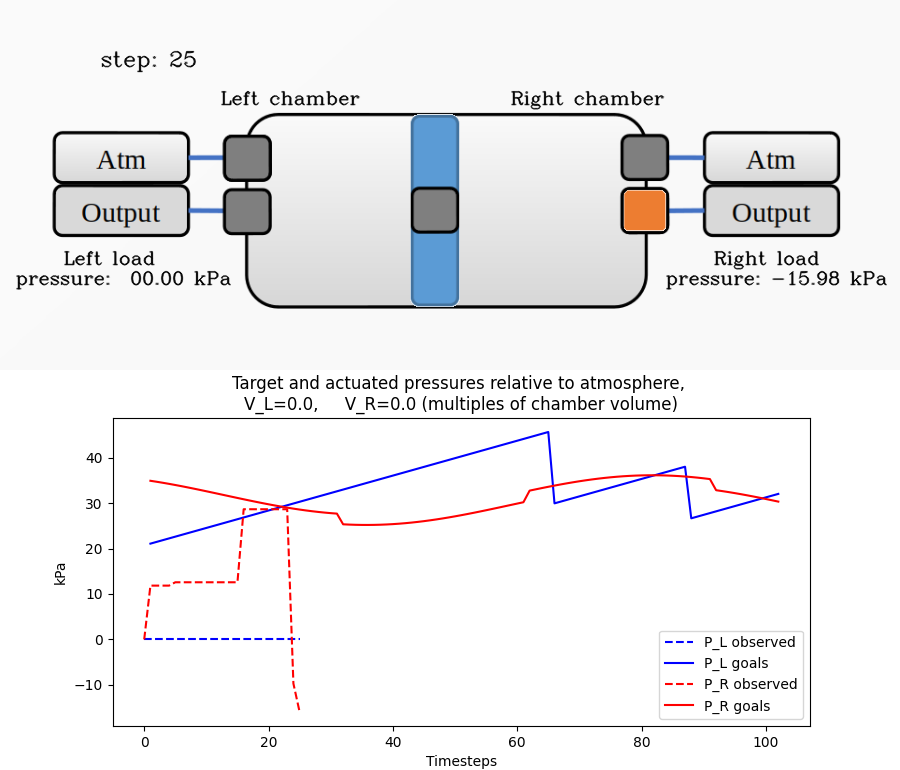 step: 25
Left chamber
Right chamber
Atm
Atm
Output
Output
Left load
pressure: 00.00 kPa
Right load
pressure: −15.98 kPa
Target and actuated pressures relative to atmosphere,
V_L=0.0, V_R=0.0 (multiples of chamber volume)
kPa
40
30
20
10
0
−10
0
20
40
60
80
100
Timesteps
P_L observed
P_L goals
P_R observed
P_R goals